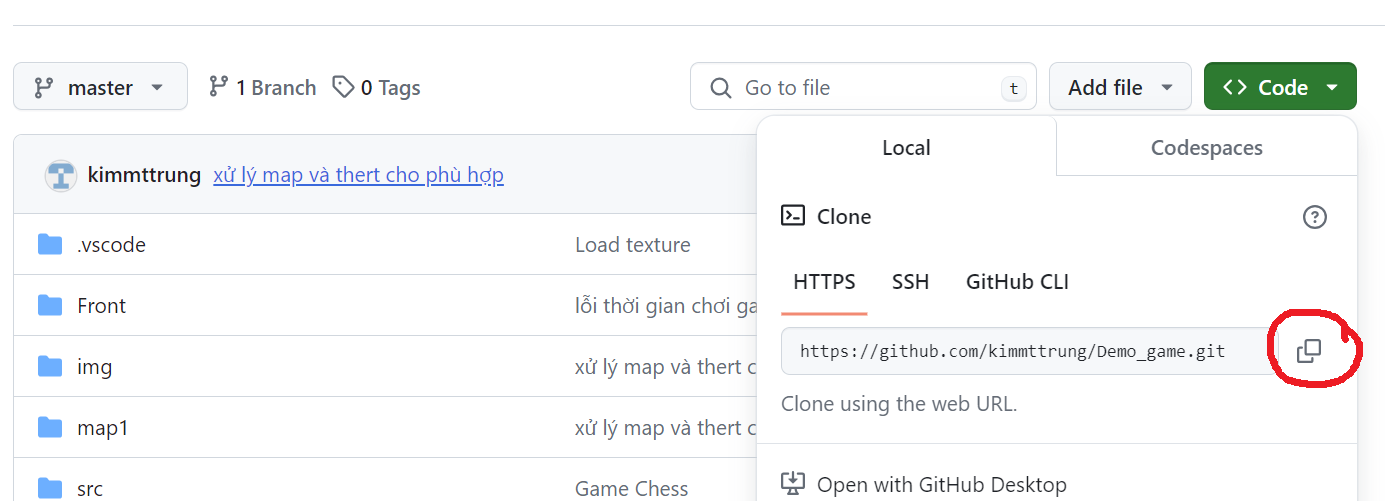 master 1 Branch 0 Tags Go to file t Add file Code
Local Codespaces
kimmttrung xử lý map và thert cho phù hợp
Clone
.vscode Load texture
HTTPS SSH GitHub CLI
Front lỗi thời gian chơi ga
https://github.com/kimmttrung/Demo_game.git
img xử lý map và thert c
Clone using the web URL.
map1 xử lý map và thert c
Open with GitHub Desktop
src Game Chess